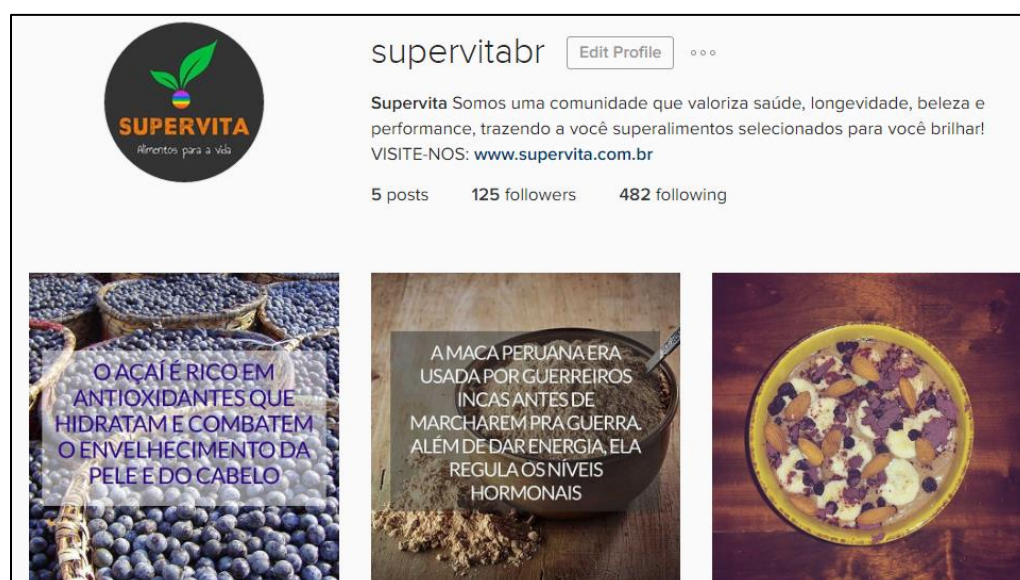 SUPERVITA
Alimentos para a Vida
supervitabr
Edit Profile
Supervita Somos uma comunidade que valoriza saúde, longevidade, beleza e
performance, trazendo a você superalimentos selecionados para você brilhar!
VISITE-NOS: www.supervita.com.br
5 posts 125 followers 482 following
O AÇAÍ É RICO EM
ANTIOXIDANTES QUE
HIDRATAM E COMBATEM
O ENVELHECIMENTO DA
PELE E DO CABELO
A MACA PERUANA ERA
USADA POR GUERREIROS
INCAS ANTES DE
MARCHAREM PRA GUERRA.
ALÉM DE DAR ENERGIA, ELA
REGULA OS NÍVEIS
HORMONAIS